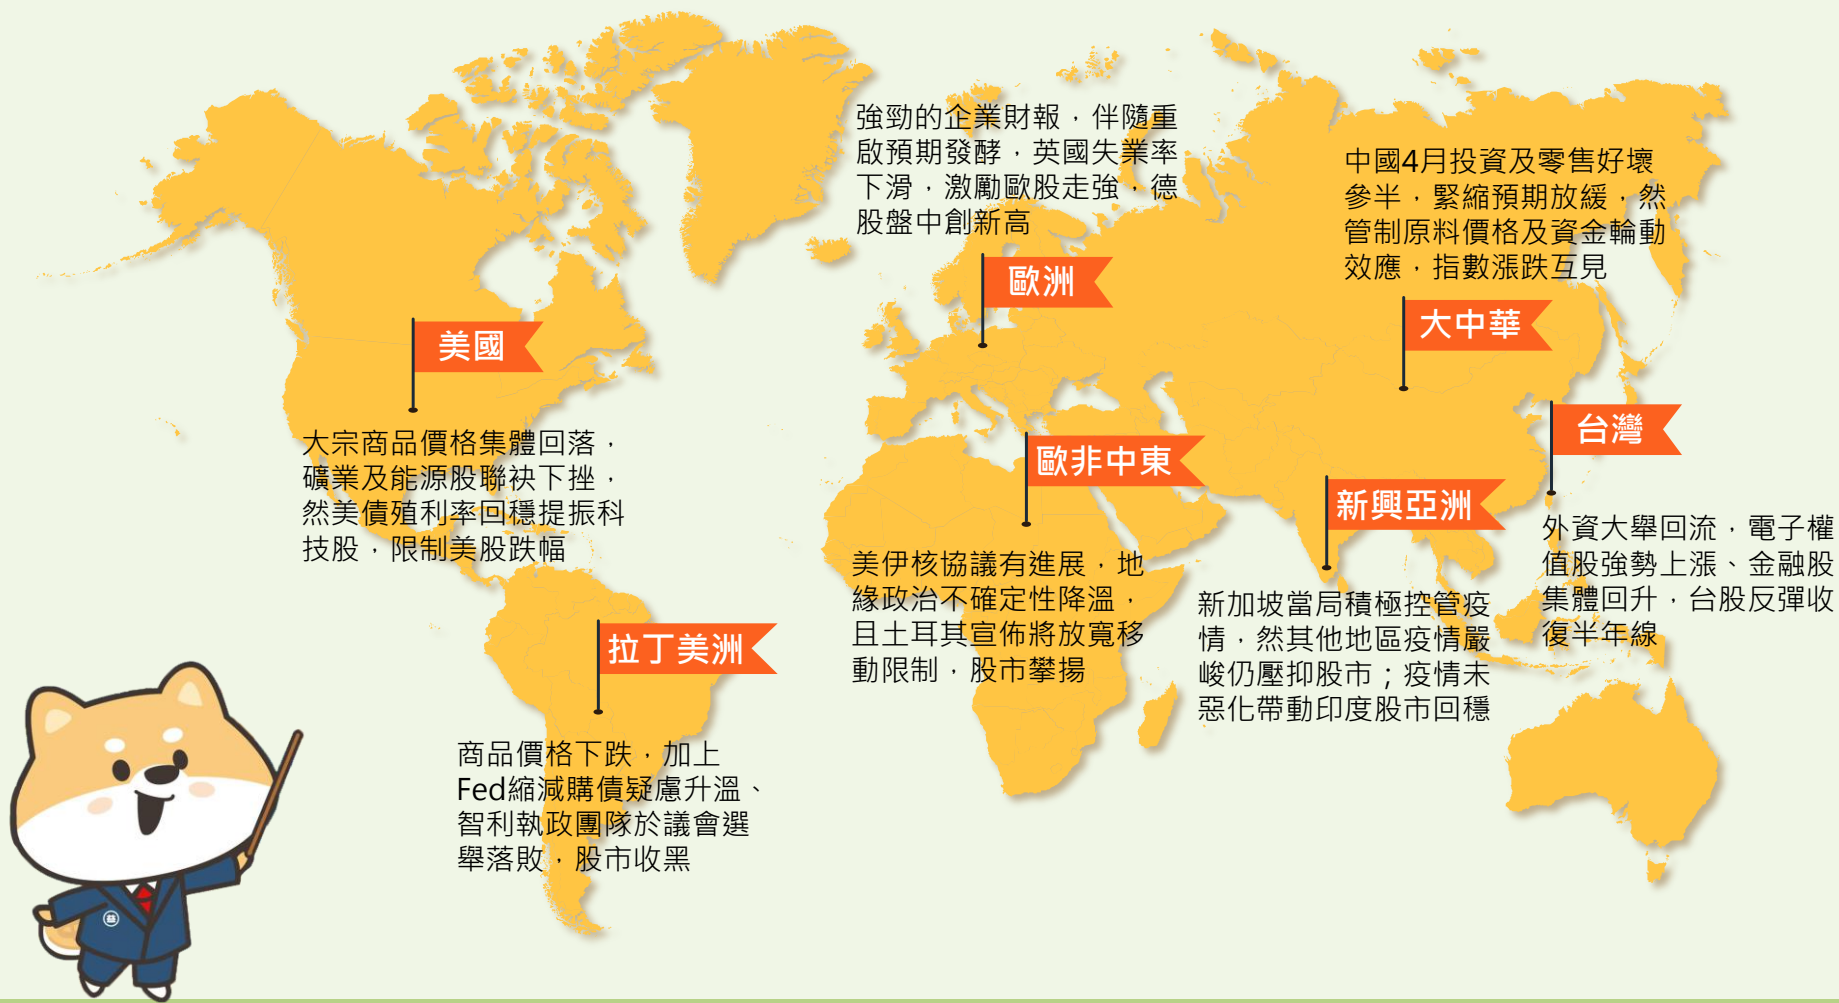 強勁的企業財報，伴隨重
啟預期發酵，英國失業率
下滑，激勵歐股走強，德
股盤中創新高
歐洲
中國4月投資及零售好壞
參半，緊縮預期放緩，然
管制原料價格及資金輪動
效應，指數漲跌互見
大中華
美國
大宗商品價格集體回落，
礦業及能源股聯袂下挫，
然美債殖利率回穩提振科
技股，限制美股跌幅
台灣
外資大舉回流，電子權
值股強勢上漲、金融股
集體回升，台股反彈收
復半年線
歐非中東
美伊核協議有進展，地
緣政治不確定性降溫，
且土耳其宣佈將放寬移
動限制，股市攀揚
新興亞洲
新加坡當局積極控管疫
情，然其他地區疫情嚴
峻仍壓抑股市；疫情未
惡化帶動印度股市回穩
拉丁美洲
商品價格下跌，加上
Fed縮減購債疑慮升溫、
智利執政團隊於議會選
舉落敗，股市收黑